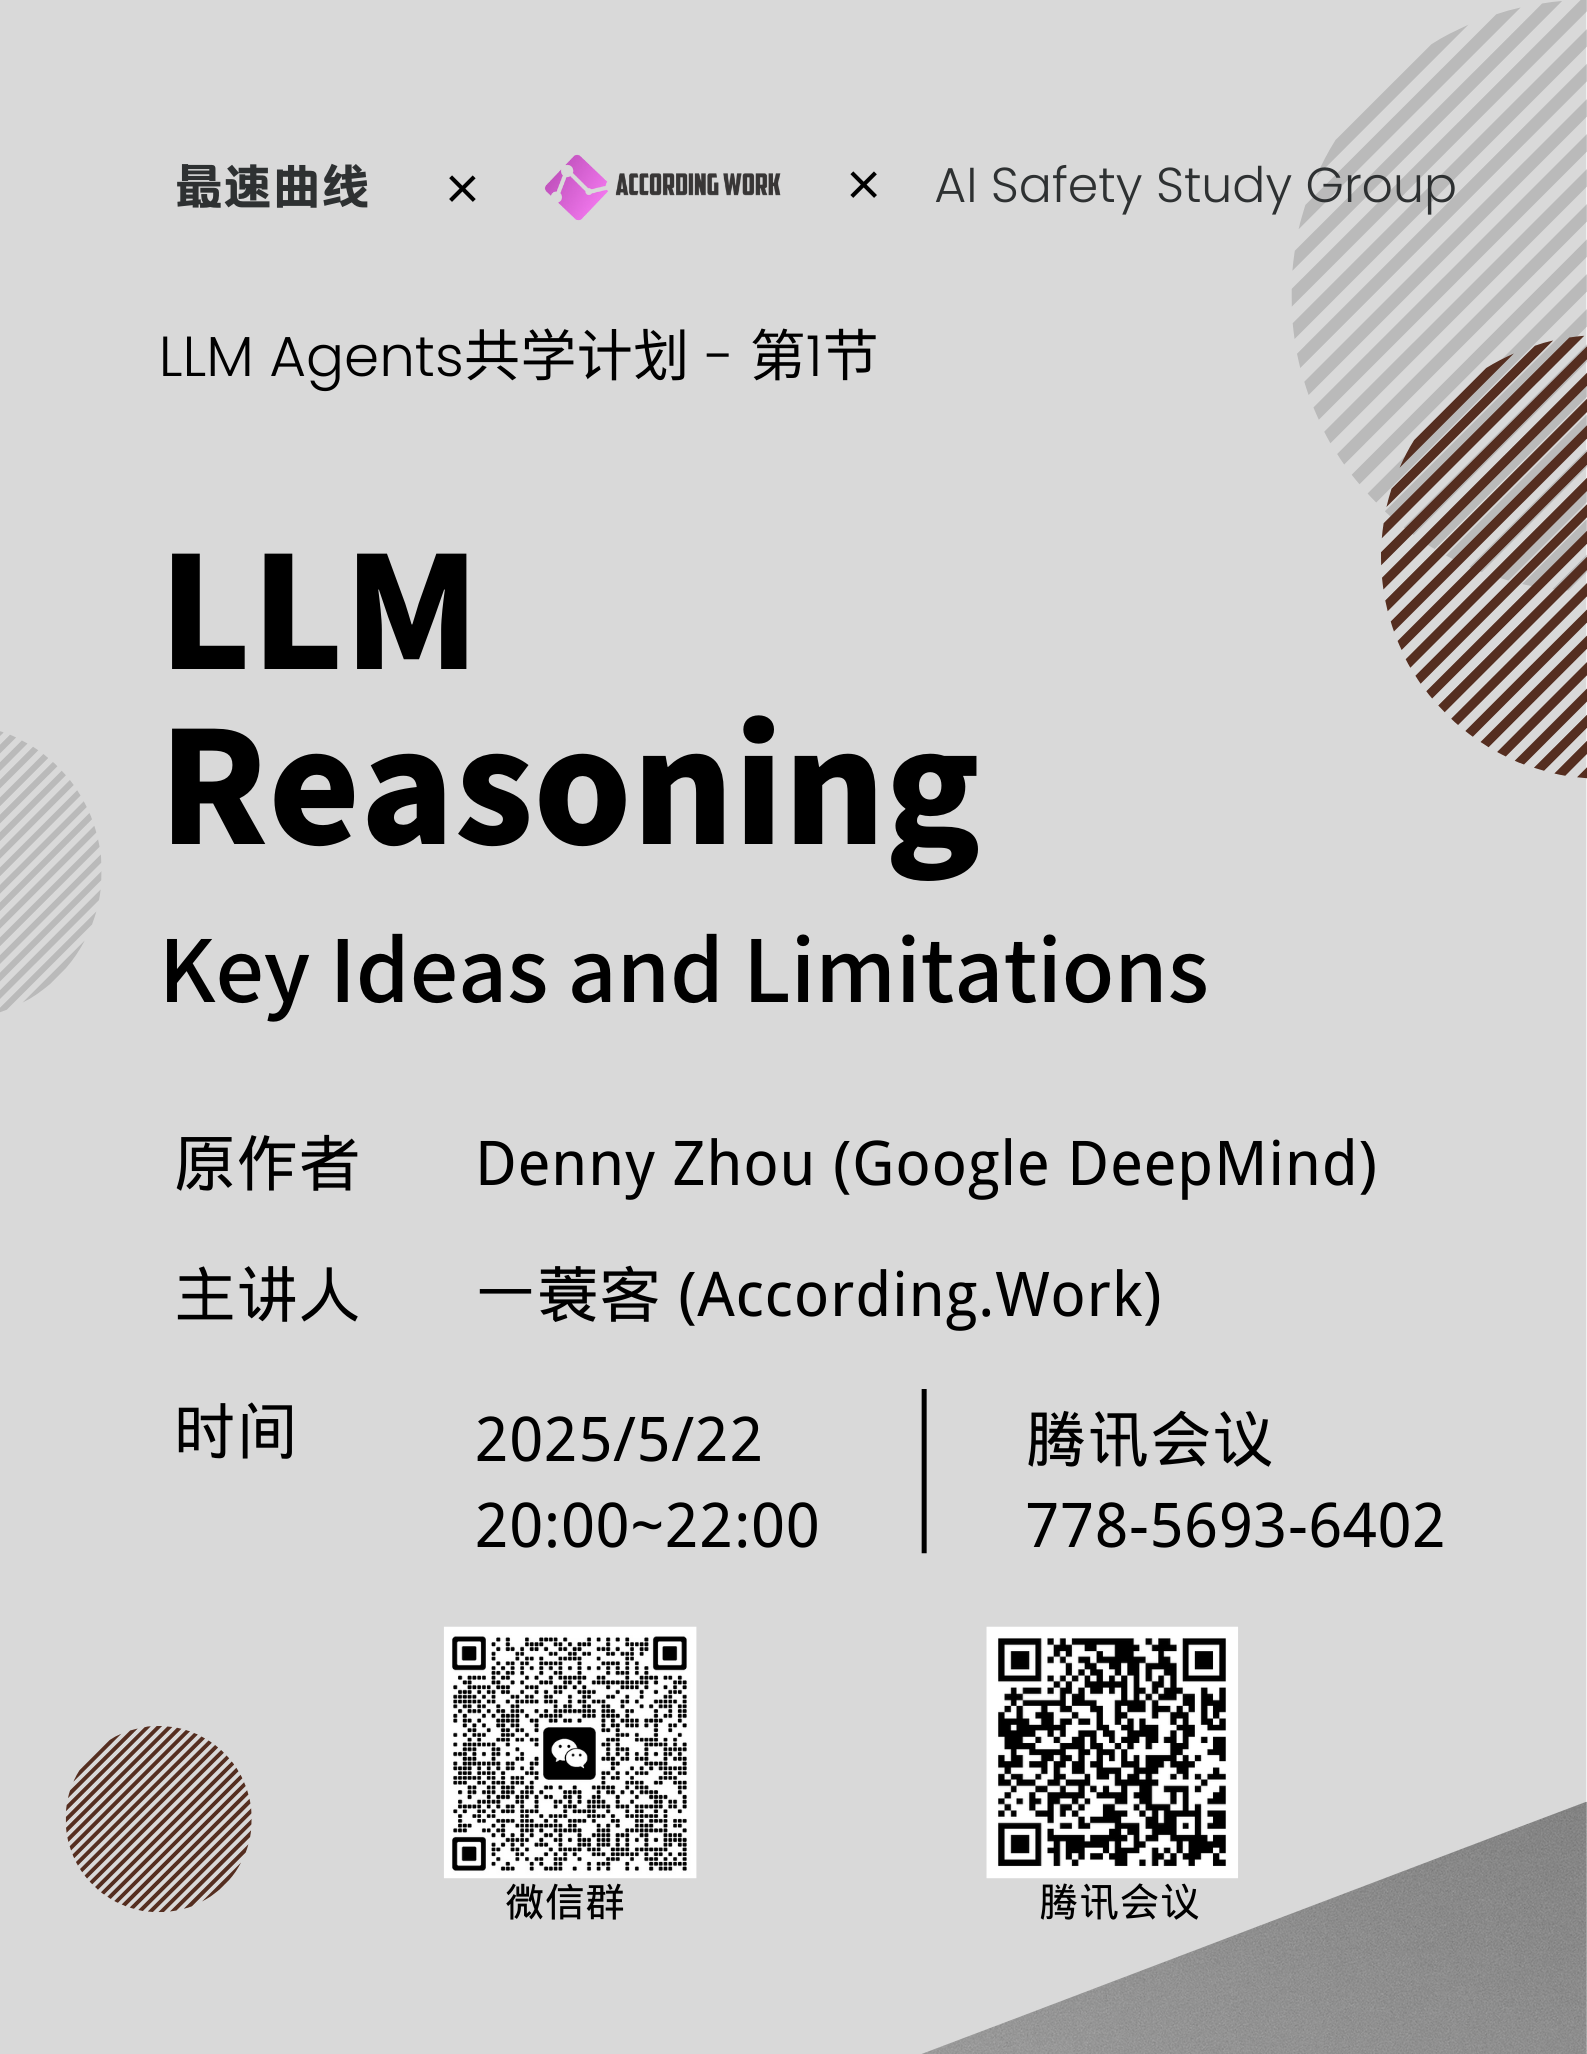 最速曲线 × ACCORDING WORK × AI Safety Study Group
LLM Agents共学计划 - 第1节
LLM
Reasoning
Key Ideas and Limitations
原作者 Denny Zhou (Google DeepMind)
主讲人 一蓑客 (According.Work)
时间 2025/5/22 腾讯会议
20:00~22:00 778-5693-6402
微信群 腾讯会议